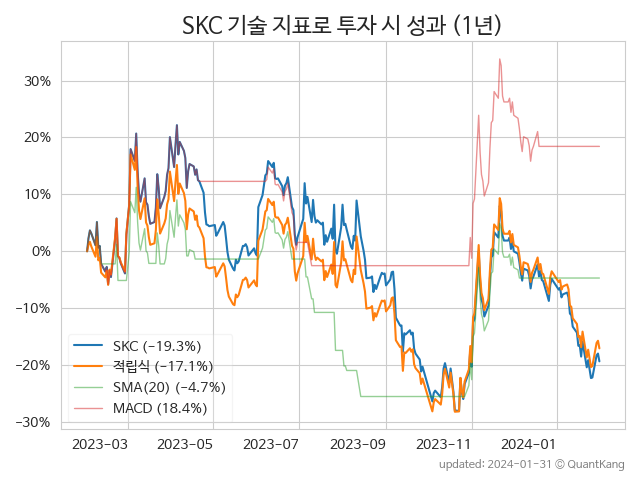 SKC 기술 지표로 투자 시 성과 (1년)
30%
20%
10%
0%
−10%
−20%
−30%
SKC (−19.3%)
적립식 (−17.1%)
SMA(20) (−4.7%)
MACD (18.4%)
2023-03 2023-05 2023-07 2023-09 2023-11 2024-01
updated: 2024-01-31 © QuantKang